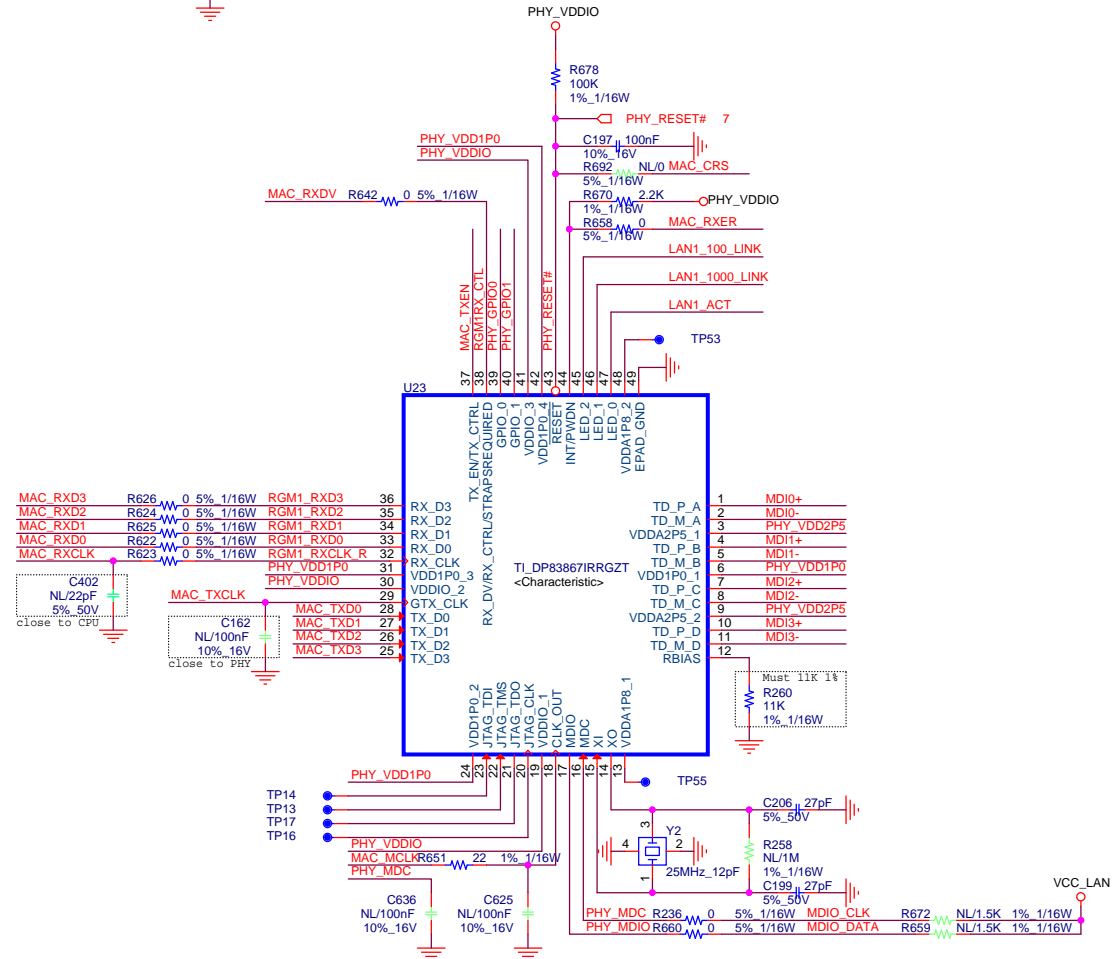 PHY_VDDIO
R678
100K
1%_1/16W
PHY_RESET# 7
PHY_VDD1P0
C197 100nF
PHY_VDDIO
10%_16V
R692 NL/0 MAC_CRS
5%_1/16W
MAC_RXDV R642 0 5%_1/16W
R670 2.2K PHY_VDDIO
1%_1/16W
R658 0 MAC_RXER
5%_1/16W
LAN1_100_LINK
LAN1_1000_LINK
LAN1_ACT
MAC_TXEN
RGM1RX_CTL
PHY_GPIO0
PHY_GPIO1
PHY_RESET#
TP53
37 38 39 40 41 42 43 44 45 46 47 48 49
U23
TX_EN/TX_CTRL
RX_DV/RX_CTRL/STRAPSREQUIRED
GPIO_0
GPIO_1
VDDIO_3
VDD1P0_4
RESET
INT/PWDN
LED_2
LED_1
LED_0
VDDA1P8_2
EPAD_GND
MAC_RXD3 R626 0 5%_1/16W RGM1_RXD3 36 RX_D3
MAC_RXD2 R624 0 5%_1/16W RGM1_RXD2 35 RX_D2
MAC_RXD1 R625 0 5%_1/16W RGM1_RXD1 34 RX_D1
MAC_RXD0 R622 0 5%_1/16W RGM1_RXD0 33 RX_D0
MAC_RXCLK R623 0 5%_1/16W RGM1_RXCLK_R 32 RX_CLK
PHY_VDD1P0 31 VDD1P0_3
PHY_VDDIO 30 VDDIO_2
MAC_TXCLK 29 GTX_CLK
MAC_TXD0 28 TX_D0
MAC_TXD1 27 TX_D1
MAC_TXD2 26 TX_D2
MAC_TXD3 25 TX_D3
C402
NL/22pF
5%_50V
close to CPU
C162
NL/100nF
10%_16V
close to PHY
TI_DP83867IRRGZT
<Characteristic>
TD_P_A 1 MDI0+
TD_M_A 2 MDI0-
VDDA2P5_1 3 PHY_VDD2P5
TD_P_B 4 MDI1+
TD_M_B 5 MDI1-
VDD1P0_1 6 PHY_VDD1P0
TD_P_C 7 MDI2+
TD_M_C 8 MDI2-
VDDA2P5_2 9 PHY_VDD2P5
TD_P_D 10 MDI3+
TD_M_D 11 MDI3-
RBIAS 12
Must 11K 1%
R260
11K
1%_1/16W
VDD1P0_2
JTAG_TDI
JTAG_TMS
JTAG_TDO
JTAG_CLK
VDDIO_1
CLK_OUT
MDIO
MDC
XI
XO
VDDA1P8_1
24 23 22 21 20 19 18 17 16 15 14 13
PHY_VDD1P0
TP55
TP14
TP13
TP17
TP16
C206 27pF
5%_50V
3
Y2
4
2
1
25MHz_12pF
R258
NL/1M
1%_1/16W
C199 27pF
5%_50V
PHY_VDDIO
MAC_MCLK R651 22 1%_1/16W
PHY_MDC
C636
NL/100nF
10%_16V
C625
NL/100nF
10%_16V
VCC_LAN
PHY_MDC R236 0 5%_1/16W MDIO_CLK R672 NL/1.5K 1%_1/16W
PHY_MDIO R660 0 5%_1/16W MDIO_DATA R659 NL/1.5K 1%_1/16W